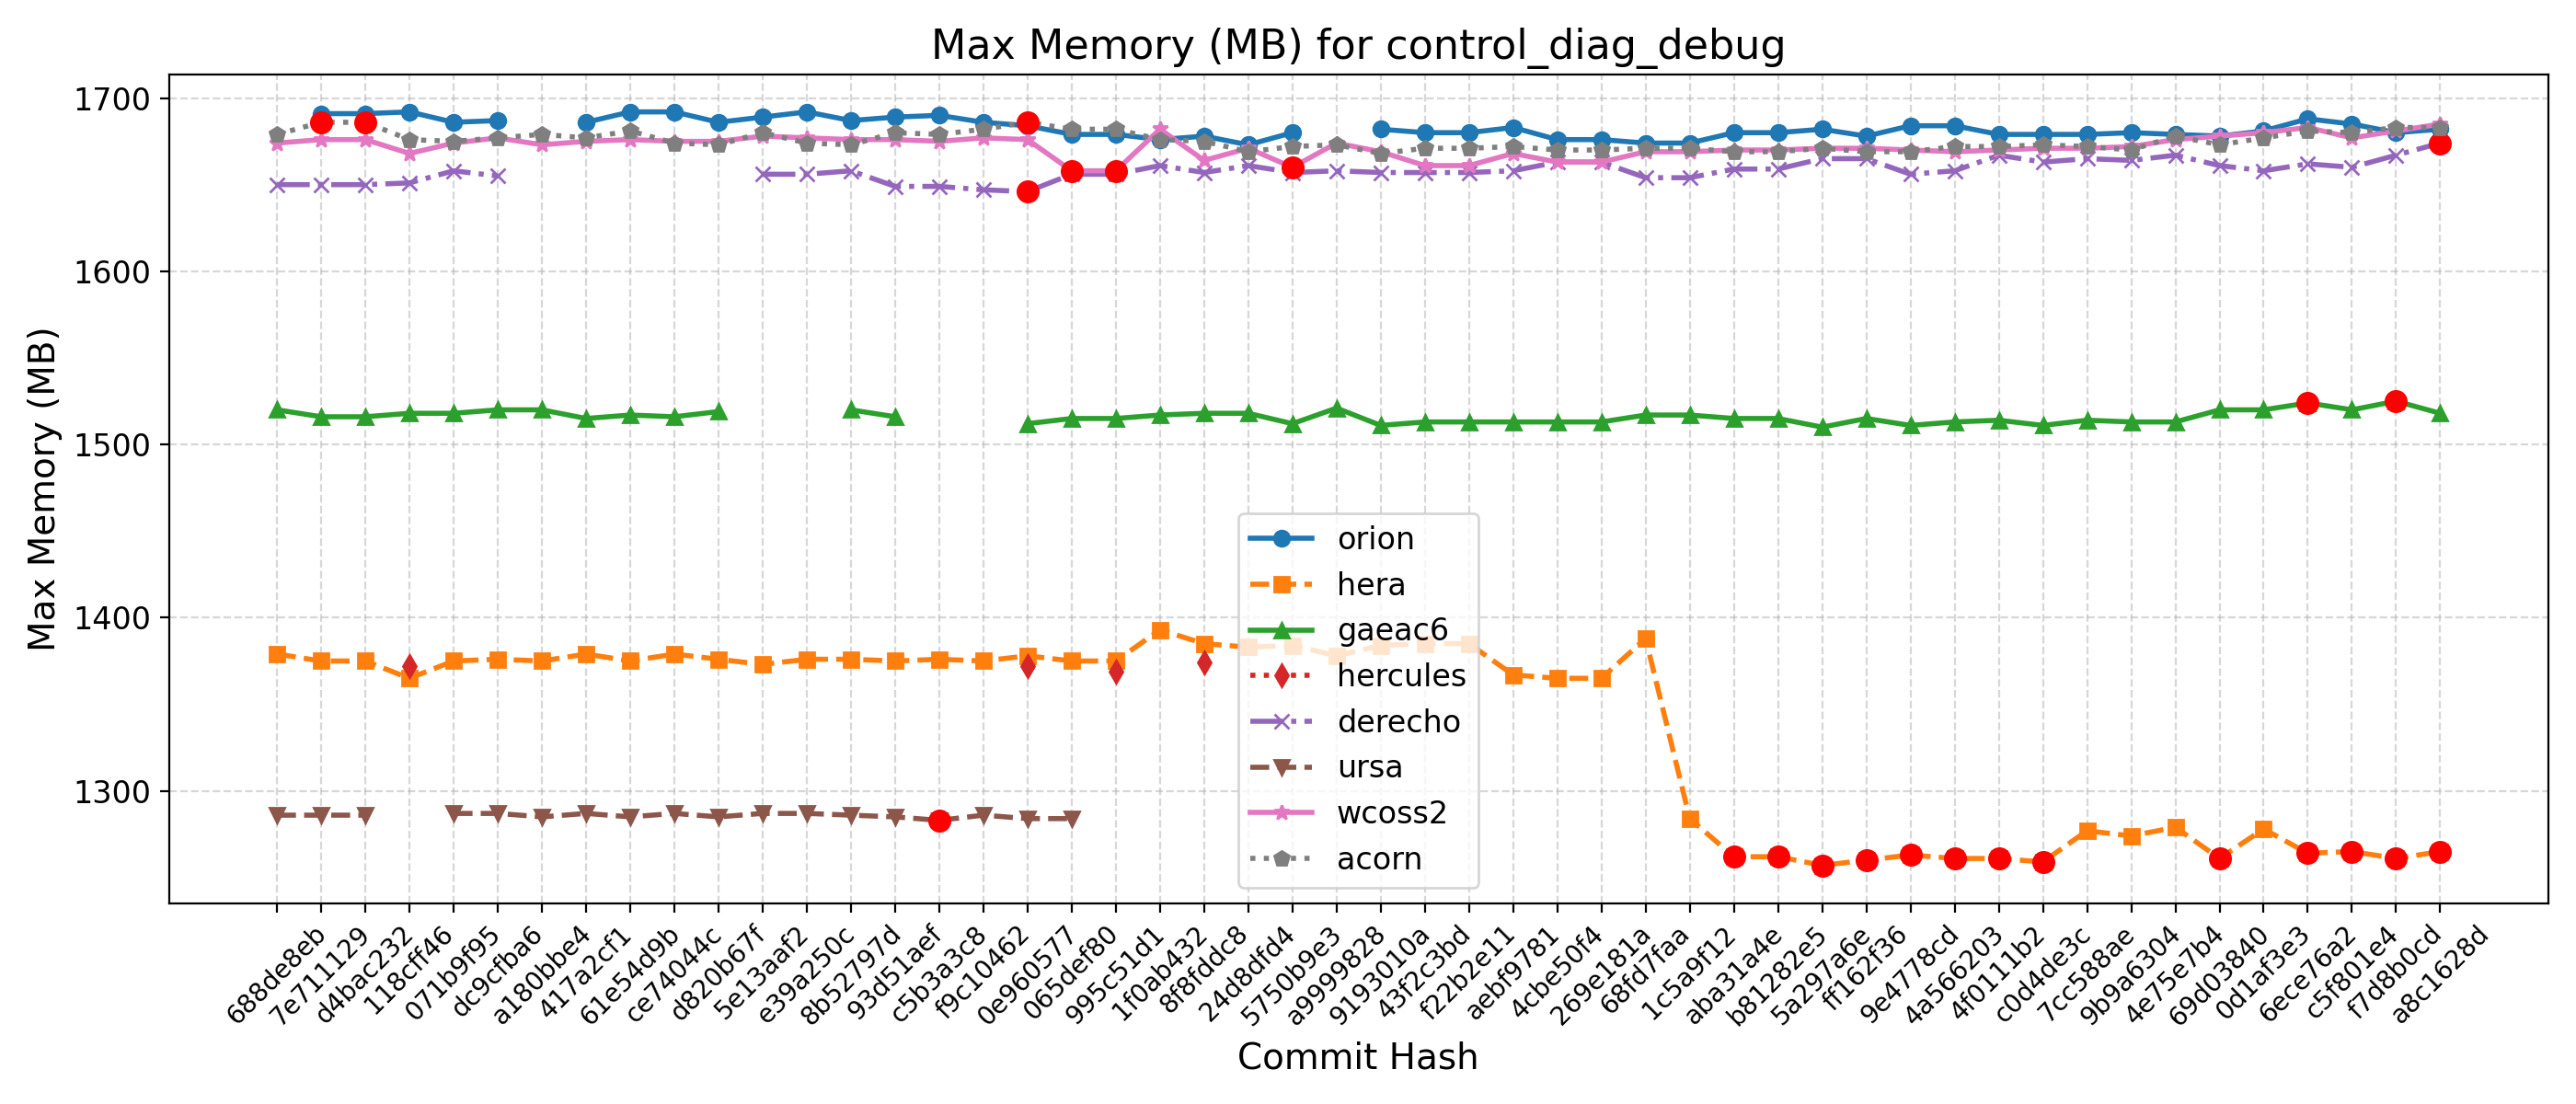 Max Memory (MB) for control_diag_debug
Max Memory (MB)
1700
1600
1500
1400
1300
orion
hera
gaeac6
hercules
derecho
ursa
wcoss2
acorn
688de8eb
7e711129
d4bac232
118cff46
071b9f95
dc9cfba6
a180bbe4
417a2cf1
61e54d9b
ce74044c
d820b67f
5e13aaf2
e39a250c
8b52797d
93d51aef
c5b3a3c8
f9c10462
0e960577
065def80
995c51d1
1f0ab432
8f8fddc8
24d8dfd4
5750b9e3
a9999828
9193010a
43f2c3bd
f22b2e11
aebf9781
4cbe50f4
269e181a
68fd7faa
1c5a9f12
aba31a4e
b81282e5
5a297a6e
ff162f36
9e4778cd
4a566203
4f0111b2
c0d4de3c
7cc588ae
9b9a6304
4e75e7b4
69d03840
0d1af3e3
6ece76a2
c5f801e4
f7d8b0cd
a8c1628d
Commit Hash